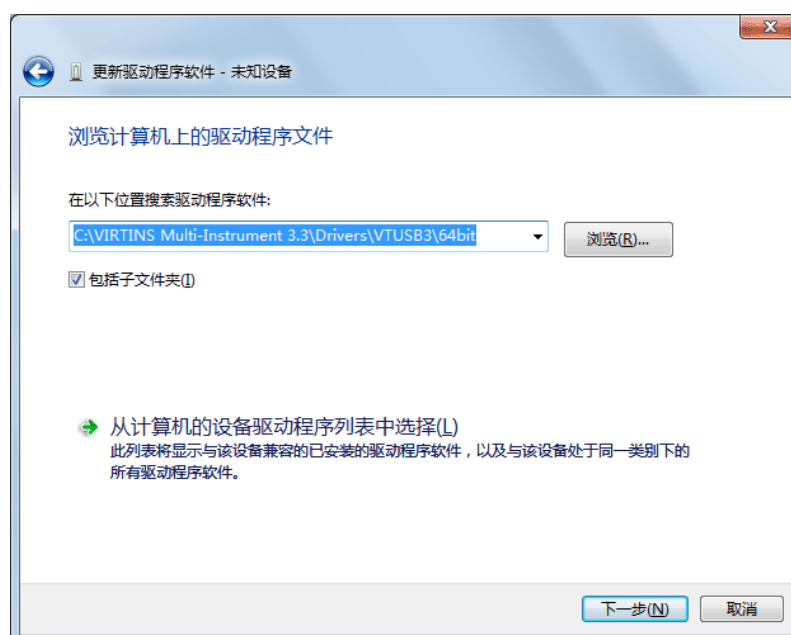 更新驱动程序软件 - 未知设备
浏览计算机上的驱动程序文件
在以下位置搜索驱动程序软件:
C:\VIRTINS Multi-Instrument 3.3\Drivers\VTUSB3\64bit
浏览(R)...
包括子文件夹(I)
从计算机的设备驱动程序列表中选择(L)
此列表将显示与该设备兼容的已安装的驱动程序软件，以及与该设备处于同一类别下的
所有驱动程序软件。
下一步(N)
取消